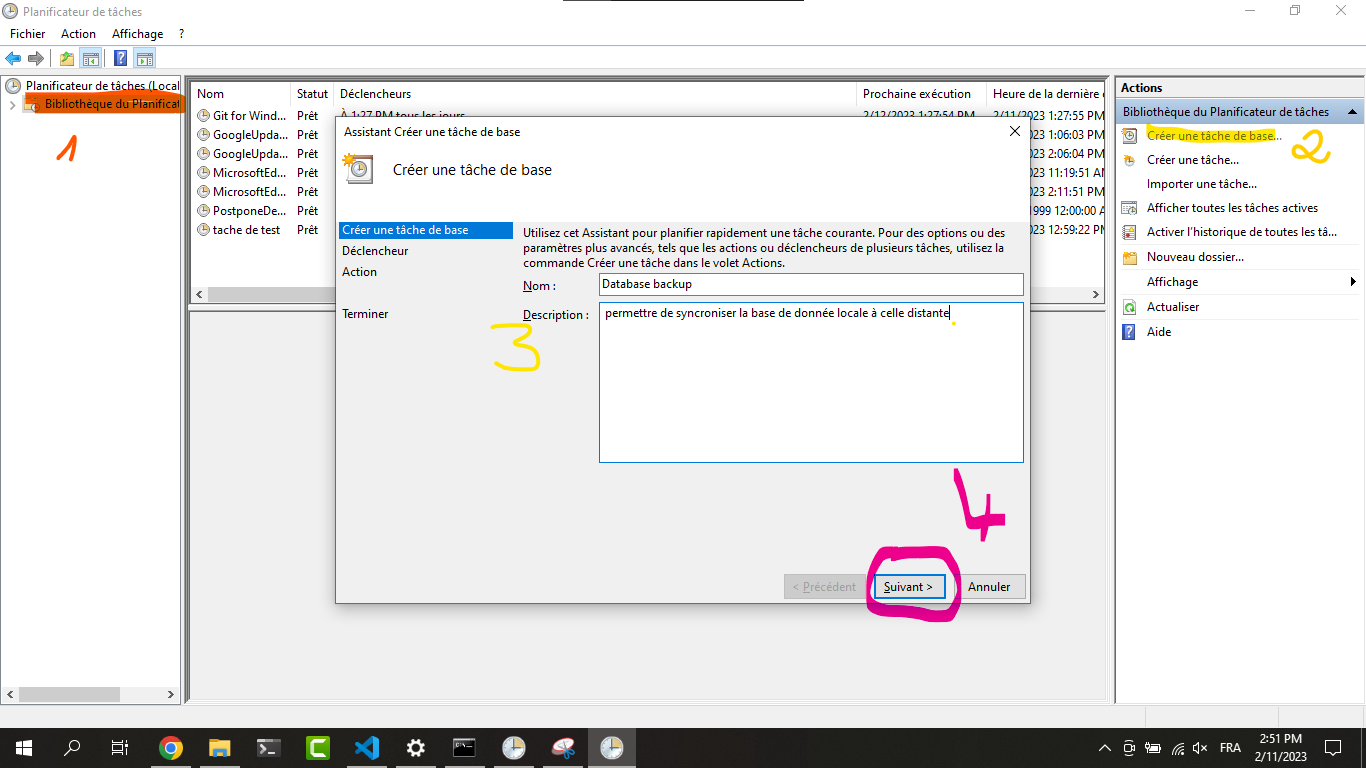 Planificateur de tâches
Fichier Action Affichage ?
Planificateur de tâches (Local
Bibliothèque du Planificat
1
Nom Statut Déclencheurs Prochaine exécution Heure de la dernière e
Git for Wind... Prêt À 1:27 PM tous les jours 2/12/2023 1:27:54 PM 2/11/2023 1:27:55 PM
GoogleUpda... Prêt 023 1:06:03 PM
GoogleUpda... Prêt 023 2:06:04 PM
MicrosoftEd... Prêt 023 11:19:51 AM
MicrosoftEd... Prêt 023 2:11:51 PM
PostponeDe... Prêt 1999 12:00:00 A
tache de test Prêt 023 12:59:22 PM
Assistant Créer une tâche de base
Créer une tâche de base
Créer une tâche de base
Déclencheur
Action
Terminer
Utilisez cet Assistant pour planifier rapidement une tâche courante. Pour des options ou des
paramètres plus avancés, tels que les actions ou déclencheurs de plusieurs tâches, utilisez la
commande Créer une tâche dans le volet Actions.
Nom : Database backup
Description : permettre de syncroniser la base de donnée locale à celle distante
3
4
< Précédent Suivant > Annuler
Actions
Bibliothèque du Planificateur de tâches
Créer une tâche de base...
2
Créer une tâche...
Importer une tâche...
Afficher toutes les tâches actives
Activer l'historique de toutes les tâ...
Nouveau dossier...
Affichage
Actualiser
Aide
FRA
2:51 PM
2/11/2023